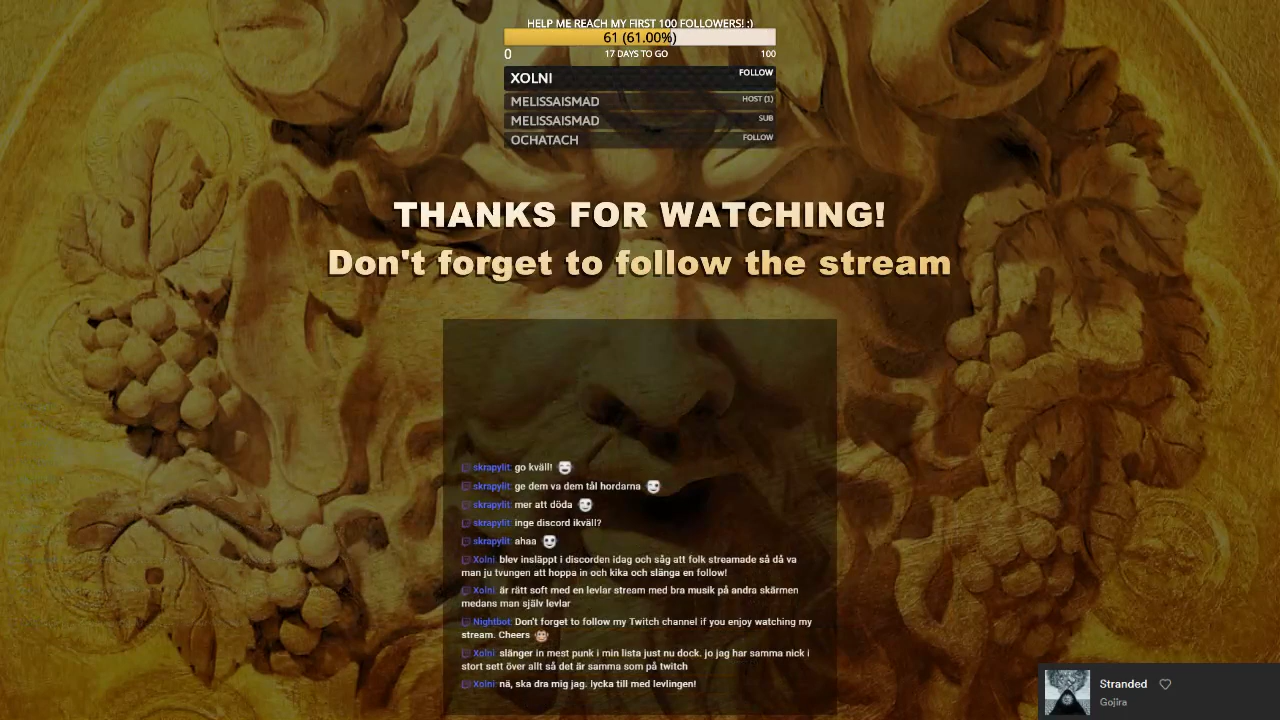 HELP ME REACH MY FIRST 100 FOLLOWERS! :)
61 (61.00%)
0 17 DAYS TO GO 100
XOLNI FOLLOW
MELISSAISMAD HOST (1)
MELISSAISMAD SUB
OCHATACH FOLLOW
THANKS FOR WATCHING!
Don't forget to follow the stream
skrapylit: go kväll!
skrapylit: ge dem va dem tål hordarna
skrapylit: mer att döda
skrapylit: inge discord ikväll?
skrapylit: ahaa
Xolni: blev insläppt i discorden idag och såg att folk streamade så då va
man ju tvungen att hoppa in och kika och slänga en follow!
Xolni: är rätt soft med en levlar stream med bra musik på andra skärmen
medans man själv levlar
Nightbot: Don't forget to follow my Twitch channel if you enjoy watching my
stream. Cheers
Xolni: slänger in mest punk i min lista just nu dock. jo jag har samma nick i
stort sett över allt så det är samma som på twitch
Xolni: nä, ska dra mig jag. lycka till med levlingen!
Stranded
Gojira